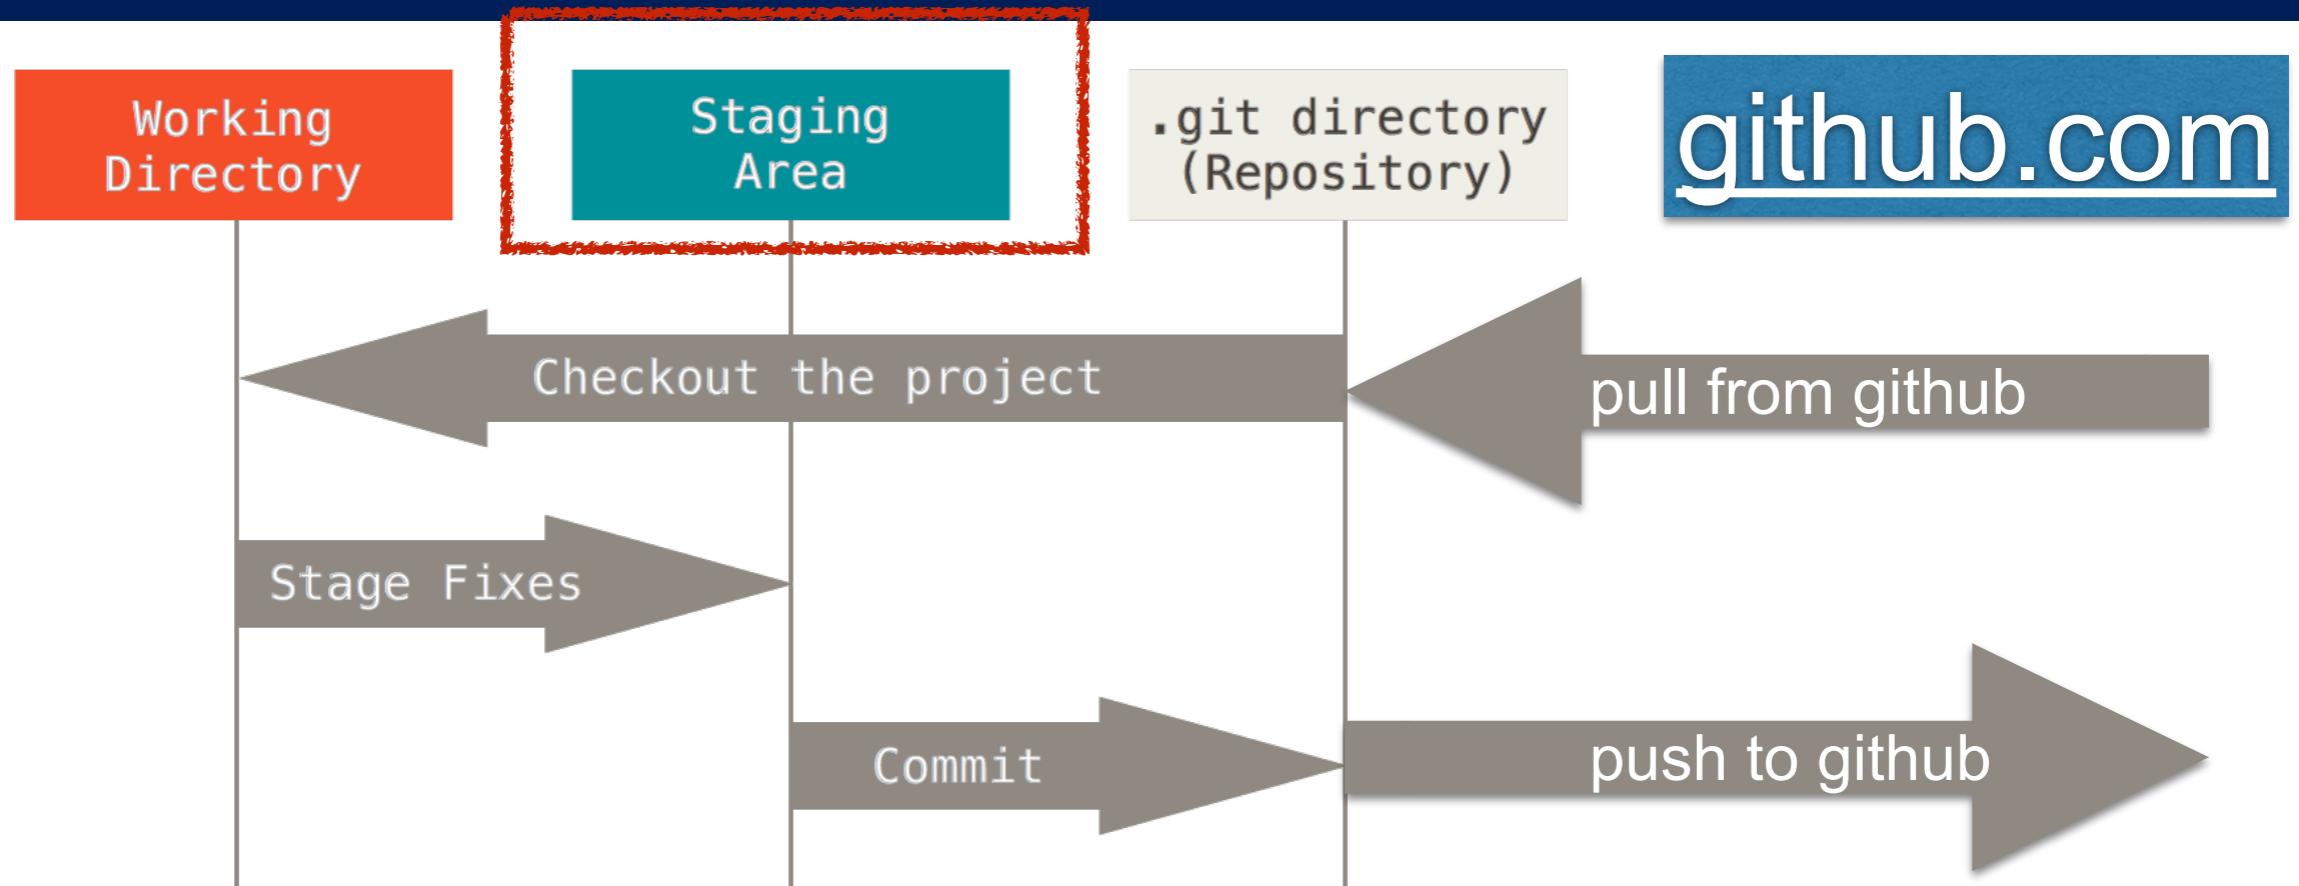 Working
Directory
Staging
Area
.git directory
(Repository)
github.com
Checkout the project
pull from github
Stage Fixes
Commit
push to github